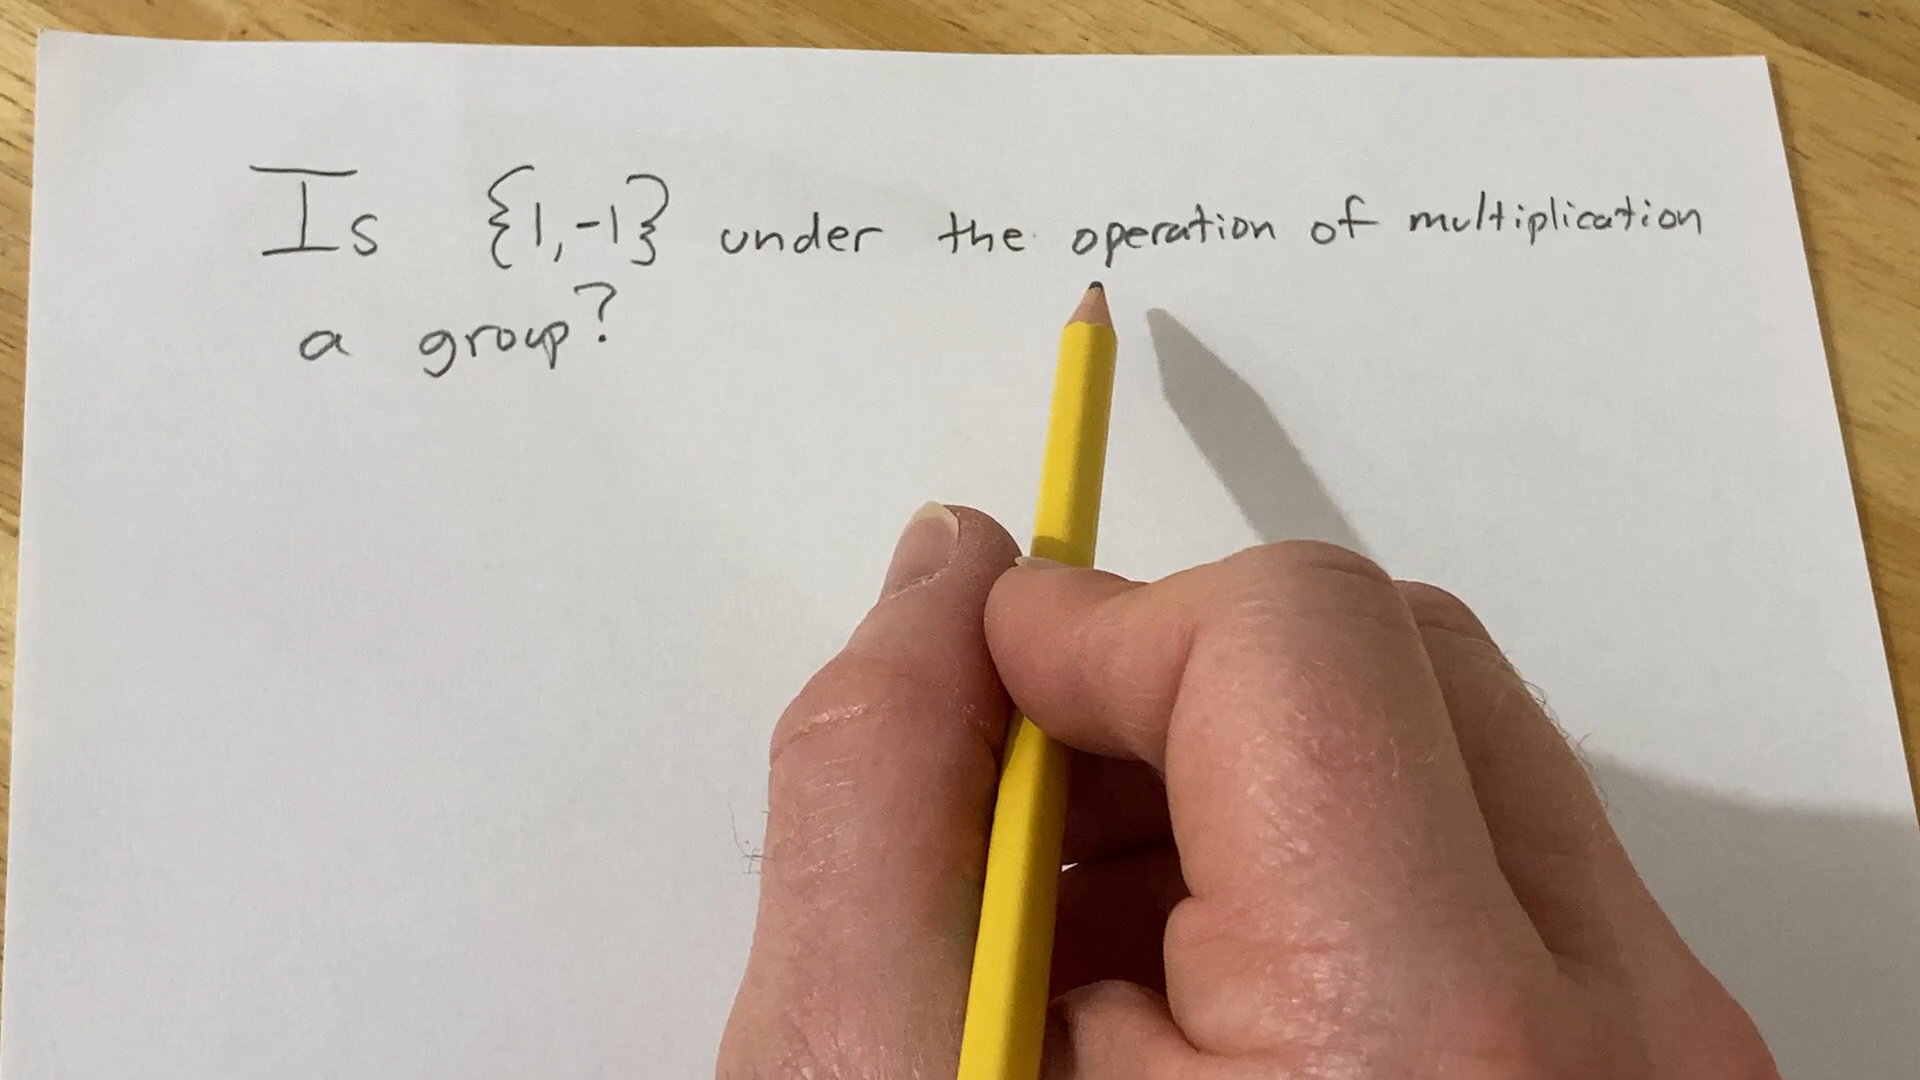 Is {1,-1} under the operation of multiplication
a group?